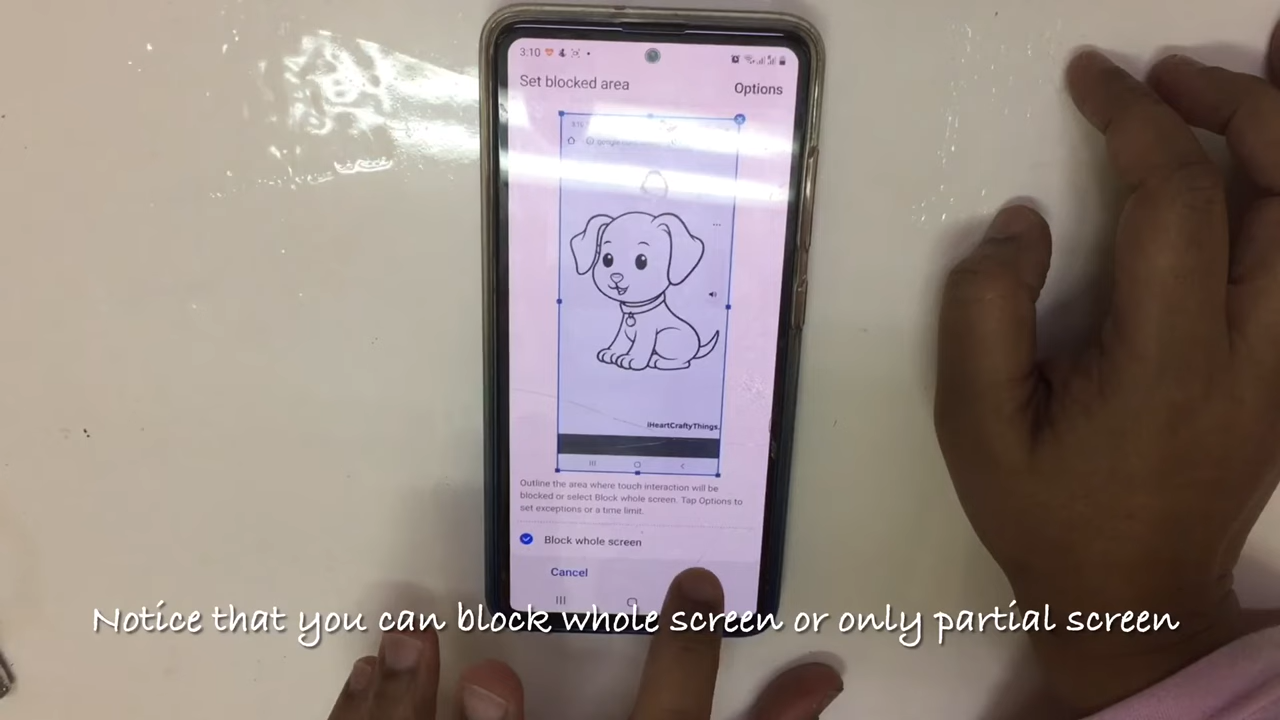 3:10
Set blocked area
Options
iHeartCraftyThings.
Outline the area where touch interaction will be
blocked or select Block whole screen. Tap Options to
set exceptions or a time limit.
Block whole screen
Cancel
Notice that you can block whole screen or only partial screen